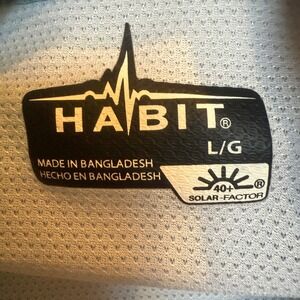 HABIT®
L/G
MADE IN BANGLADESH
HECHO EN BANGLADESH
40+ ®
SOLAR-FACTOR